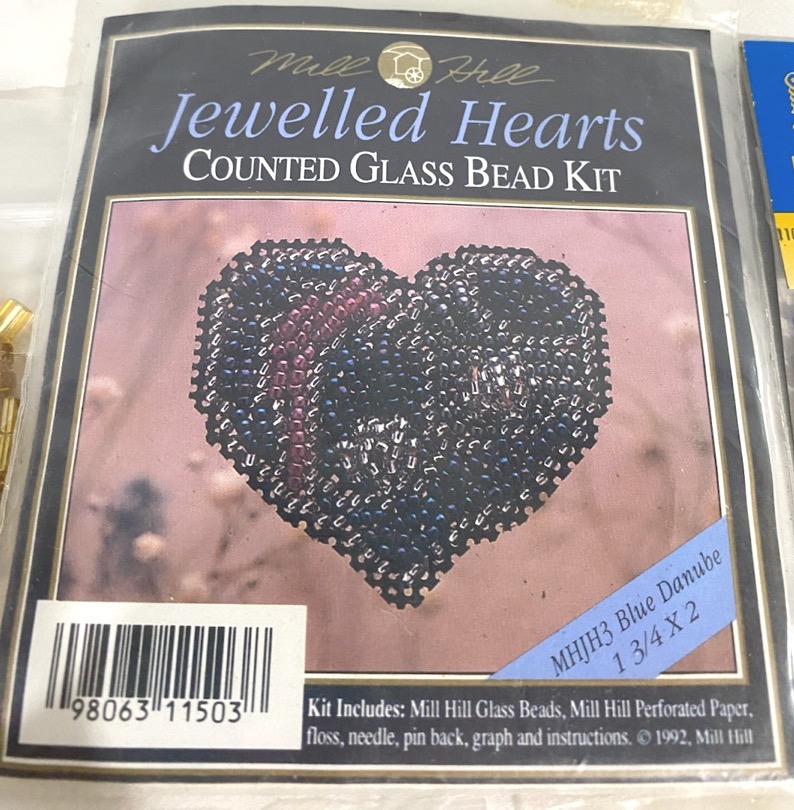 Mill Hill
Jewelled Hearts
COUNTED GLASS BEAD KIT
MHJH3 Blue Danube
1 3/4 X 2
98063 11503
Kit Includes: Mill Hill Glass Beads, Mill Hill Perforated Paper,
floss, needle, pin back, graph and instructions. © 1992, Mill Hill